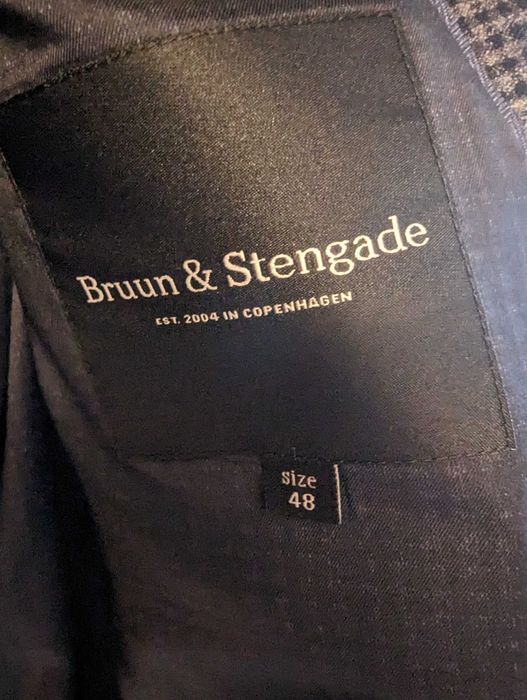 Bruun & Stengade
EST. 2004 IN COPENHAGEN
size
48